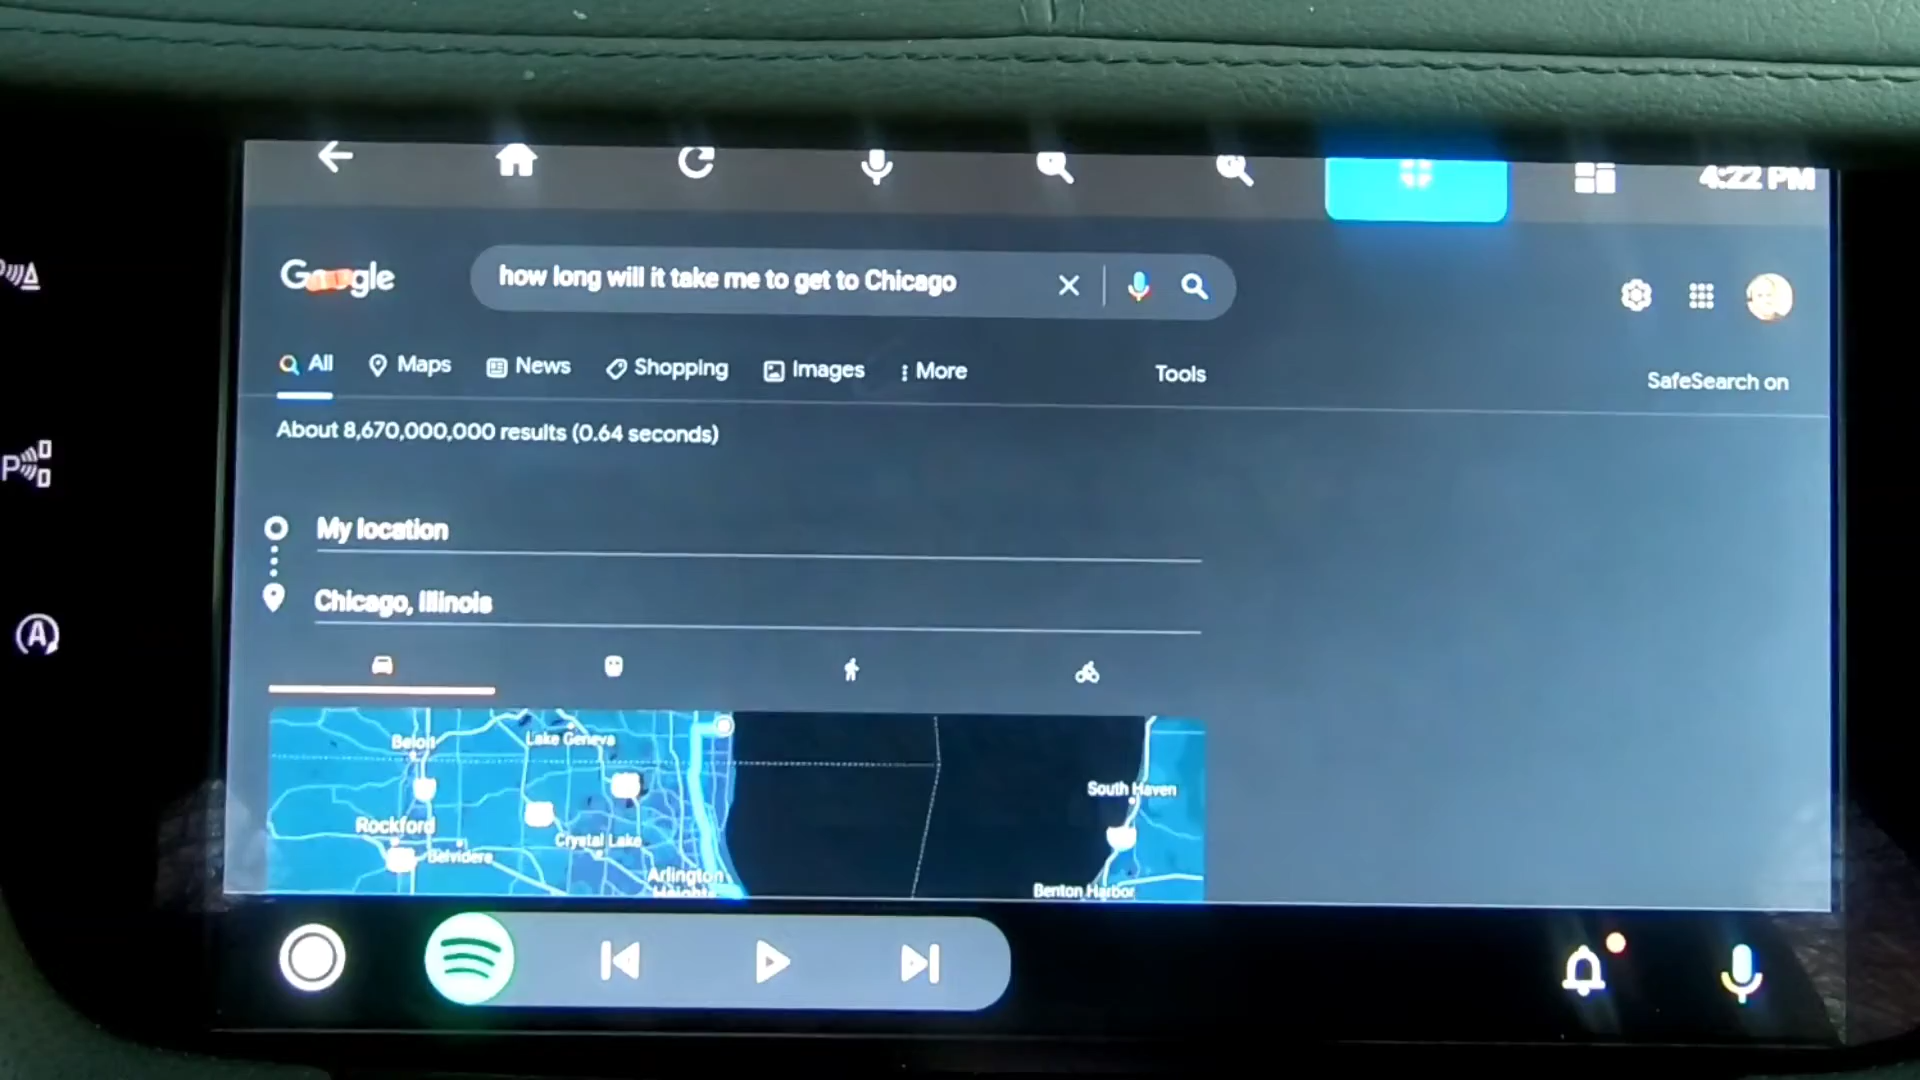 4:22 PM
Google
how long will it take me to get to Chicago
All
Maps
News
Shopping
Images
More
Tools
SafeSearch on
About 8,670,000,000 results (0.64 seconds)
My location
Chicago, Illinois
Beloit
Lake Geneva
South Haven
Rockford
Crystal Lake
Belvidere
Arlington
Heights
Benton Harbor
P
P
A